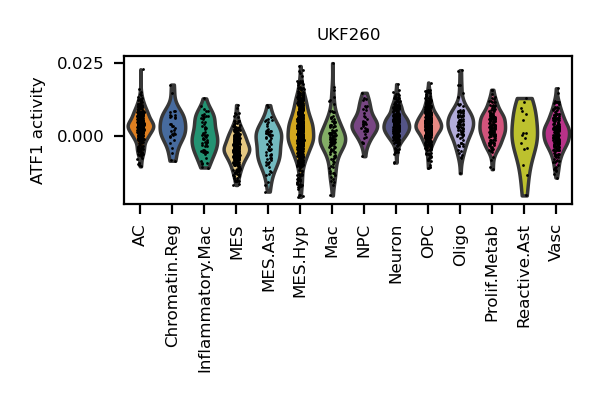 UKF260
0.025
0.000
ATF1 activity
AC
Chromatin.Reg
Inflammatory.Mac
MES
MES.Ast
MES.Hyp
Mac
NPC
Neuron
OPC
Oligo
Prolif.Metab
Reactive.Ast
Vasc